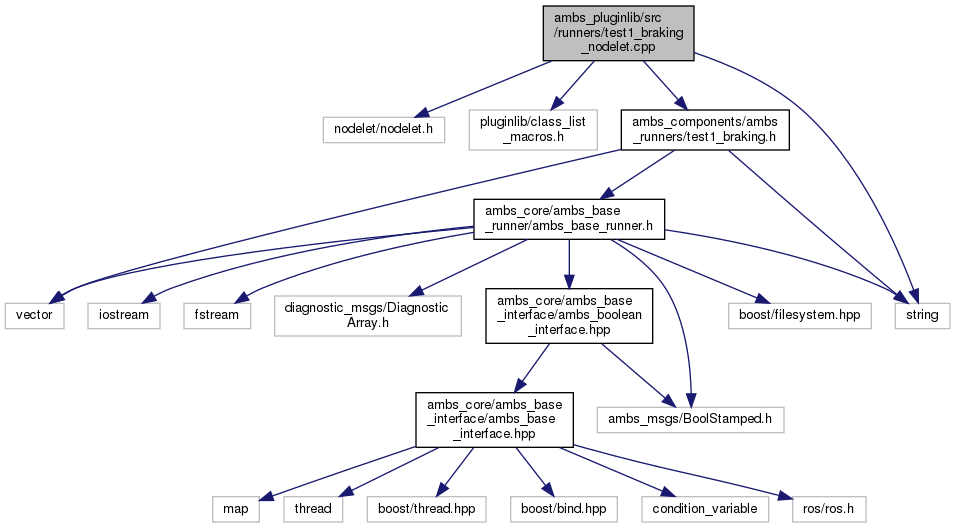 ambs_pluginlib/src
/runners/test1_braking
_nodelet.cpp
nodelet/nodelet.h
pluginlib/class_list
_macros.h
ambs_components/ambs
_runners/test1_braking.h
ambs_core/ambs_base
_runner/ambs_base_runner.h
vector
iostream
fstream
diagnostic_msgs/Diagnostic
Array.h
ambs_core/ambs_base
_interface/ambs_boolean
_interface.hpp
boost/filesystem.hpp
string
ambs_core/ambs_base
_interface/ambs_base
_interface.hpp
ambs_msgs/BoolStamped.h
map
thread
boost/thread.hpp
boost/bind.hpp
condition_variable
ros/ros.h